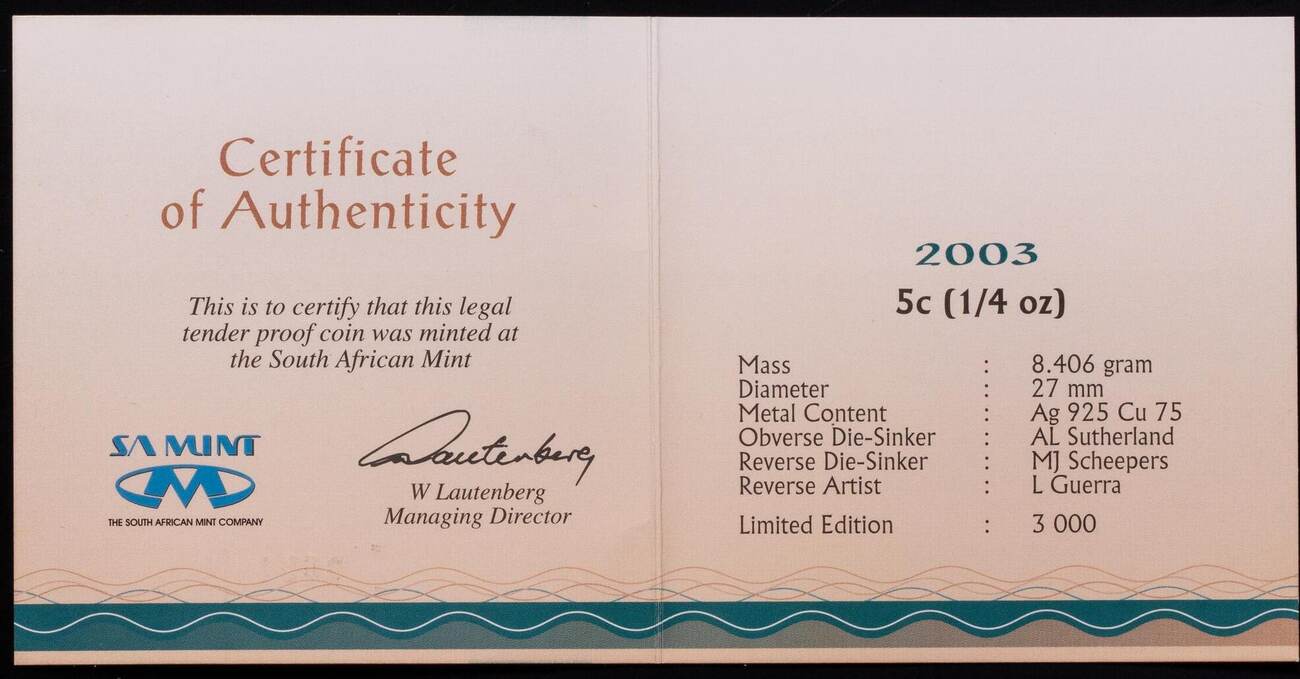 Certificate
of Authenticity
This is to certify that this legal
tender proof coin was minted at
the South African Mint
SA MINT
THE SOUTH AFRICAN MINT COMPANY
W Lautenberg
W Lautenberg
Managing Director
2003
5c (1/4 oz)
Mass : 8.406 gram
Diameter : 27 mm
Metal Content : Ag 925 Cu 75
Obverse Die-Sinker : AL Sutherland
Reverse Die-Sinker : MJ Scheepers
Reverse Artist : L Guerra
Limited Edition : 3 000